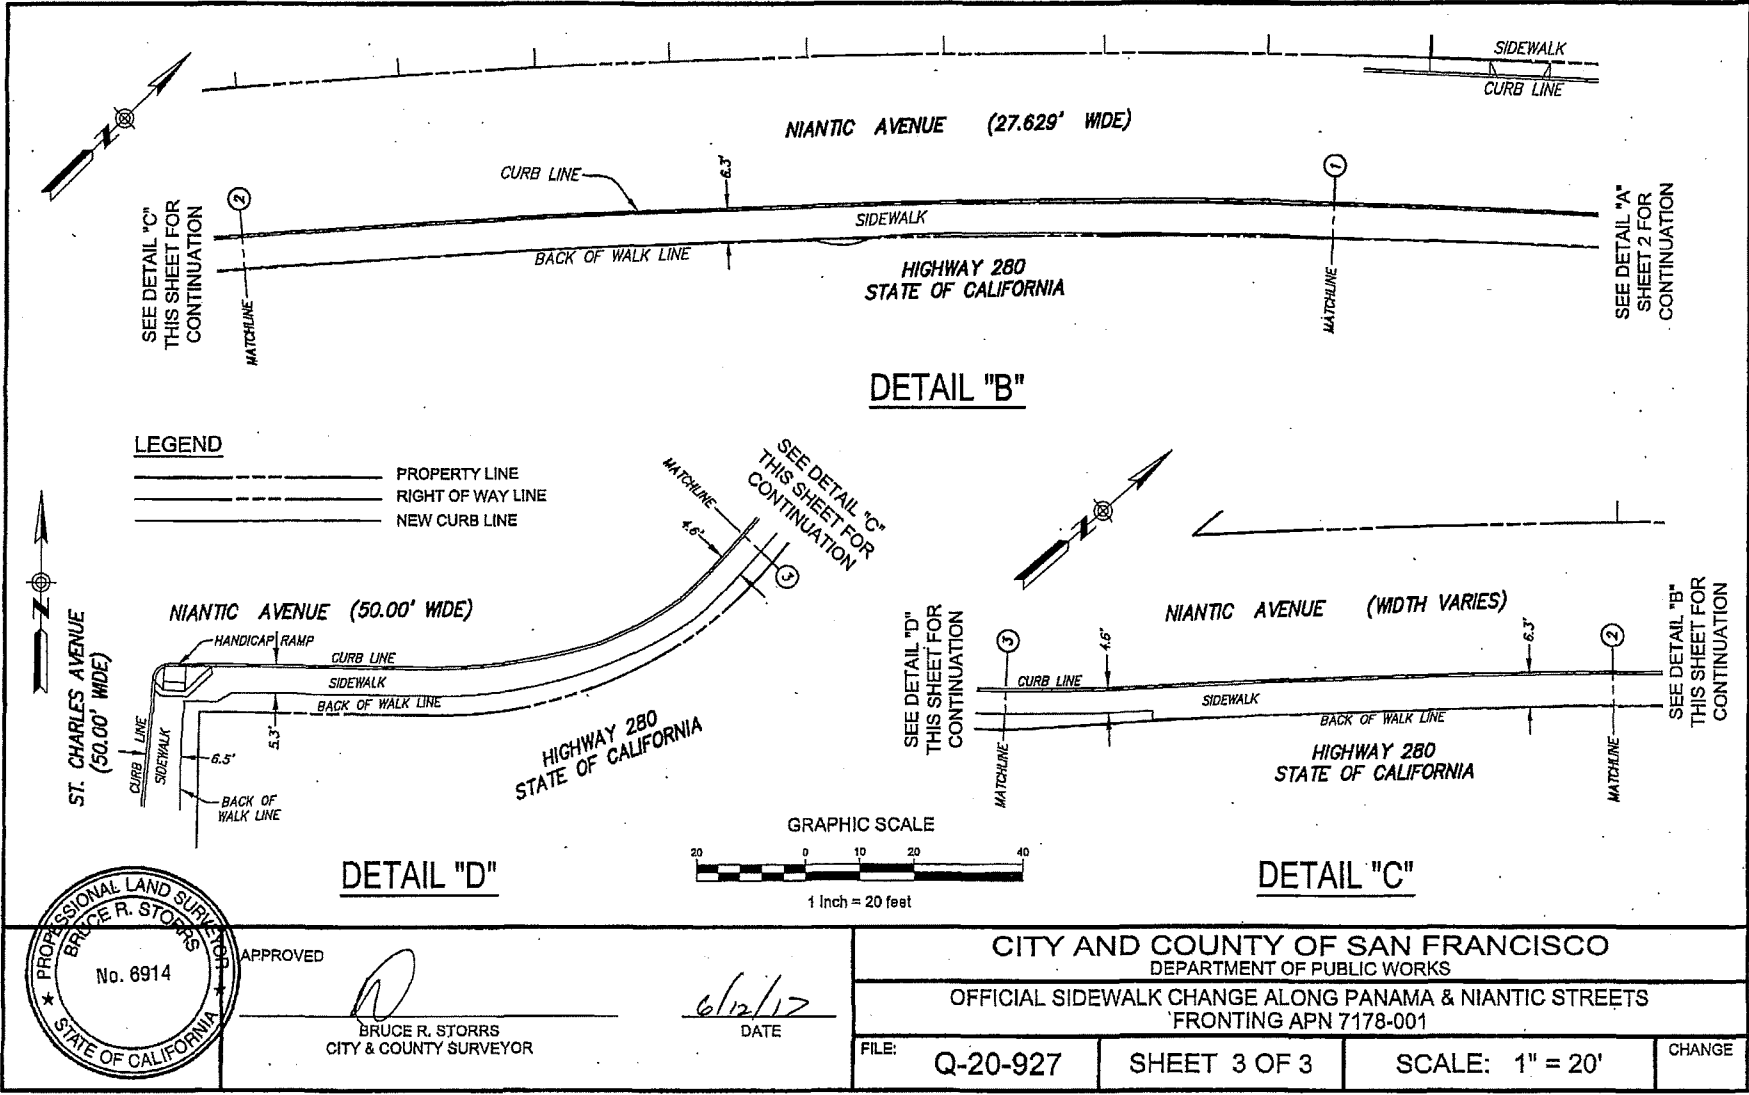 SIDEWALK
CURB LINE
NIANTIC AVENUE (27.629' WIDE)
N
CURB LINE
6.3'
1
2
SEE DETAIL "C"
THIS SHEET FOR
CONTINUATION
SIDEWALK
BACK OF WALK LINE
HIGHWAY 280
STATE OF CALIFORNIA
MATCHLINE
MATCHLINE
SEE DETAIL "A"
SHEET 2 FOR
CONTINUATION
DETAIL "B"
LEGEND
PROPERTY LINE
RIGHT OF WAY LINE
NEW CURB LINE
MATCHLINE
SEE DETAIL "C"
THIS SHEET FOR
CONTINUATION
4.6'
3
N
NIANTIC AVENUE (50.00' WIDE)
HANDICAP RAMP
CURB LINE
SIDEWALK
BACK OF WALK LINE
ST. CHARLES AVENUE
(50.00' WIDE)
CURB LINE
SIDEWALK
6.5'
5.3'
BACK OF
WALK LINE
HIGHWAY 280
STATE OF CALIFORNIA
DETAIL "D"
N
NIANTIC AVENUE (WIDTH VARIES)
SEE DETAIL "D"
THIS SHEET FOR
CONTINUATION
3
4.6'
6.3'
2
CURB LINE
SIDEWALK
BACK OF WALK LINE
MATCHLINE
HIGHWAY 280
STATE OF CALIFORNIA
MATCHLINE
SEE DETAIL "B"
THIS SHEET FOR
CONTINUATION
DETAIL "C"
GRAPHIC SCALE
20 0 10 20 40
1 Inch = 20 feet
PROFESSIONAL LAND SURVEYOR
BRUCE R. STORRS
No. 6914
STATE OF CALIFORNIA
APPROVED
6/12/17
BRUCE R. STORRS
CITY & COUNTY SURVEYOR
DATE
CITY AND COUNTY OF SAN FRANCISCO
DEPARTMENT OF PUBLIC WORKS
OFFICIAL SIDEWALK CHANGE ALONG PANAMA & NIANTIC STREETS
FRONTING APN 7178-001
FILE: Q-20-927
SHEET 3 OF 3
SCALE: 1" = 20'
CHANGE